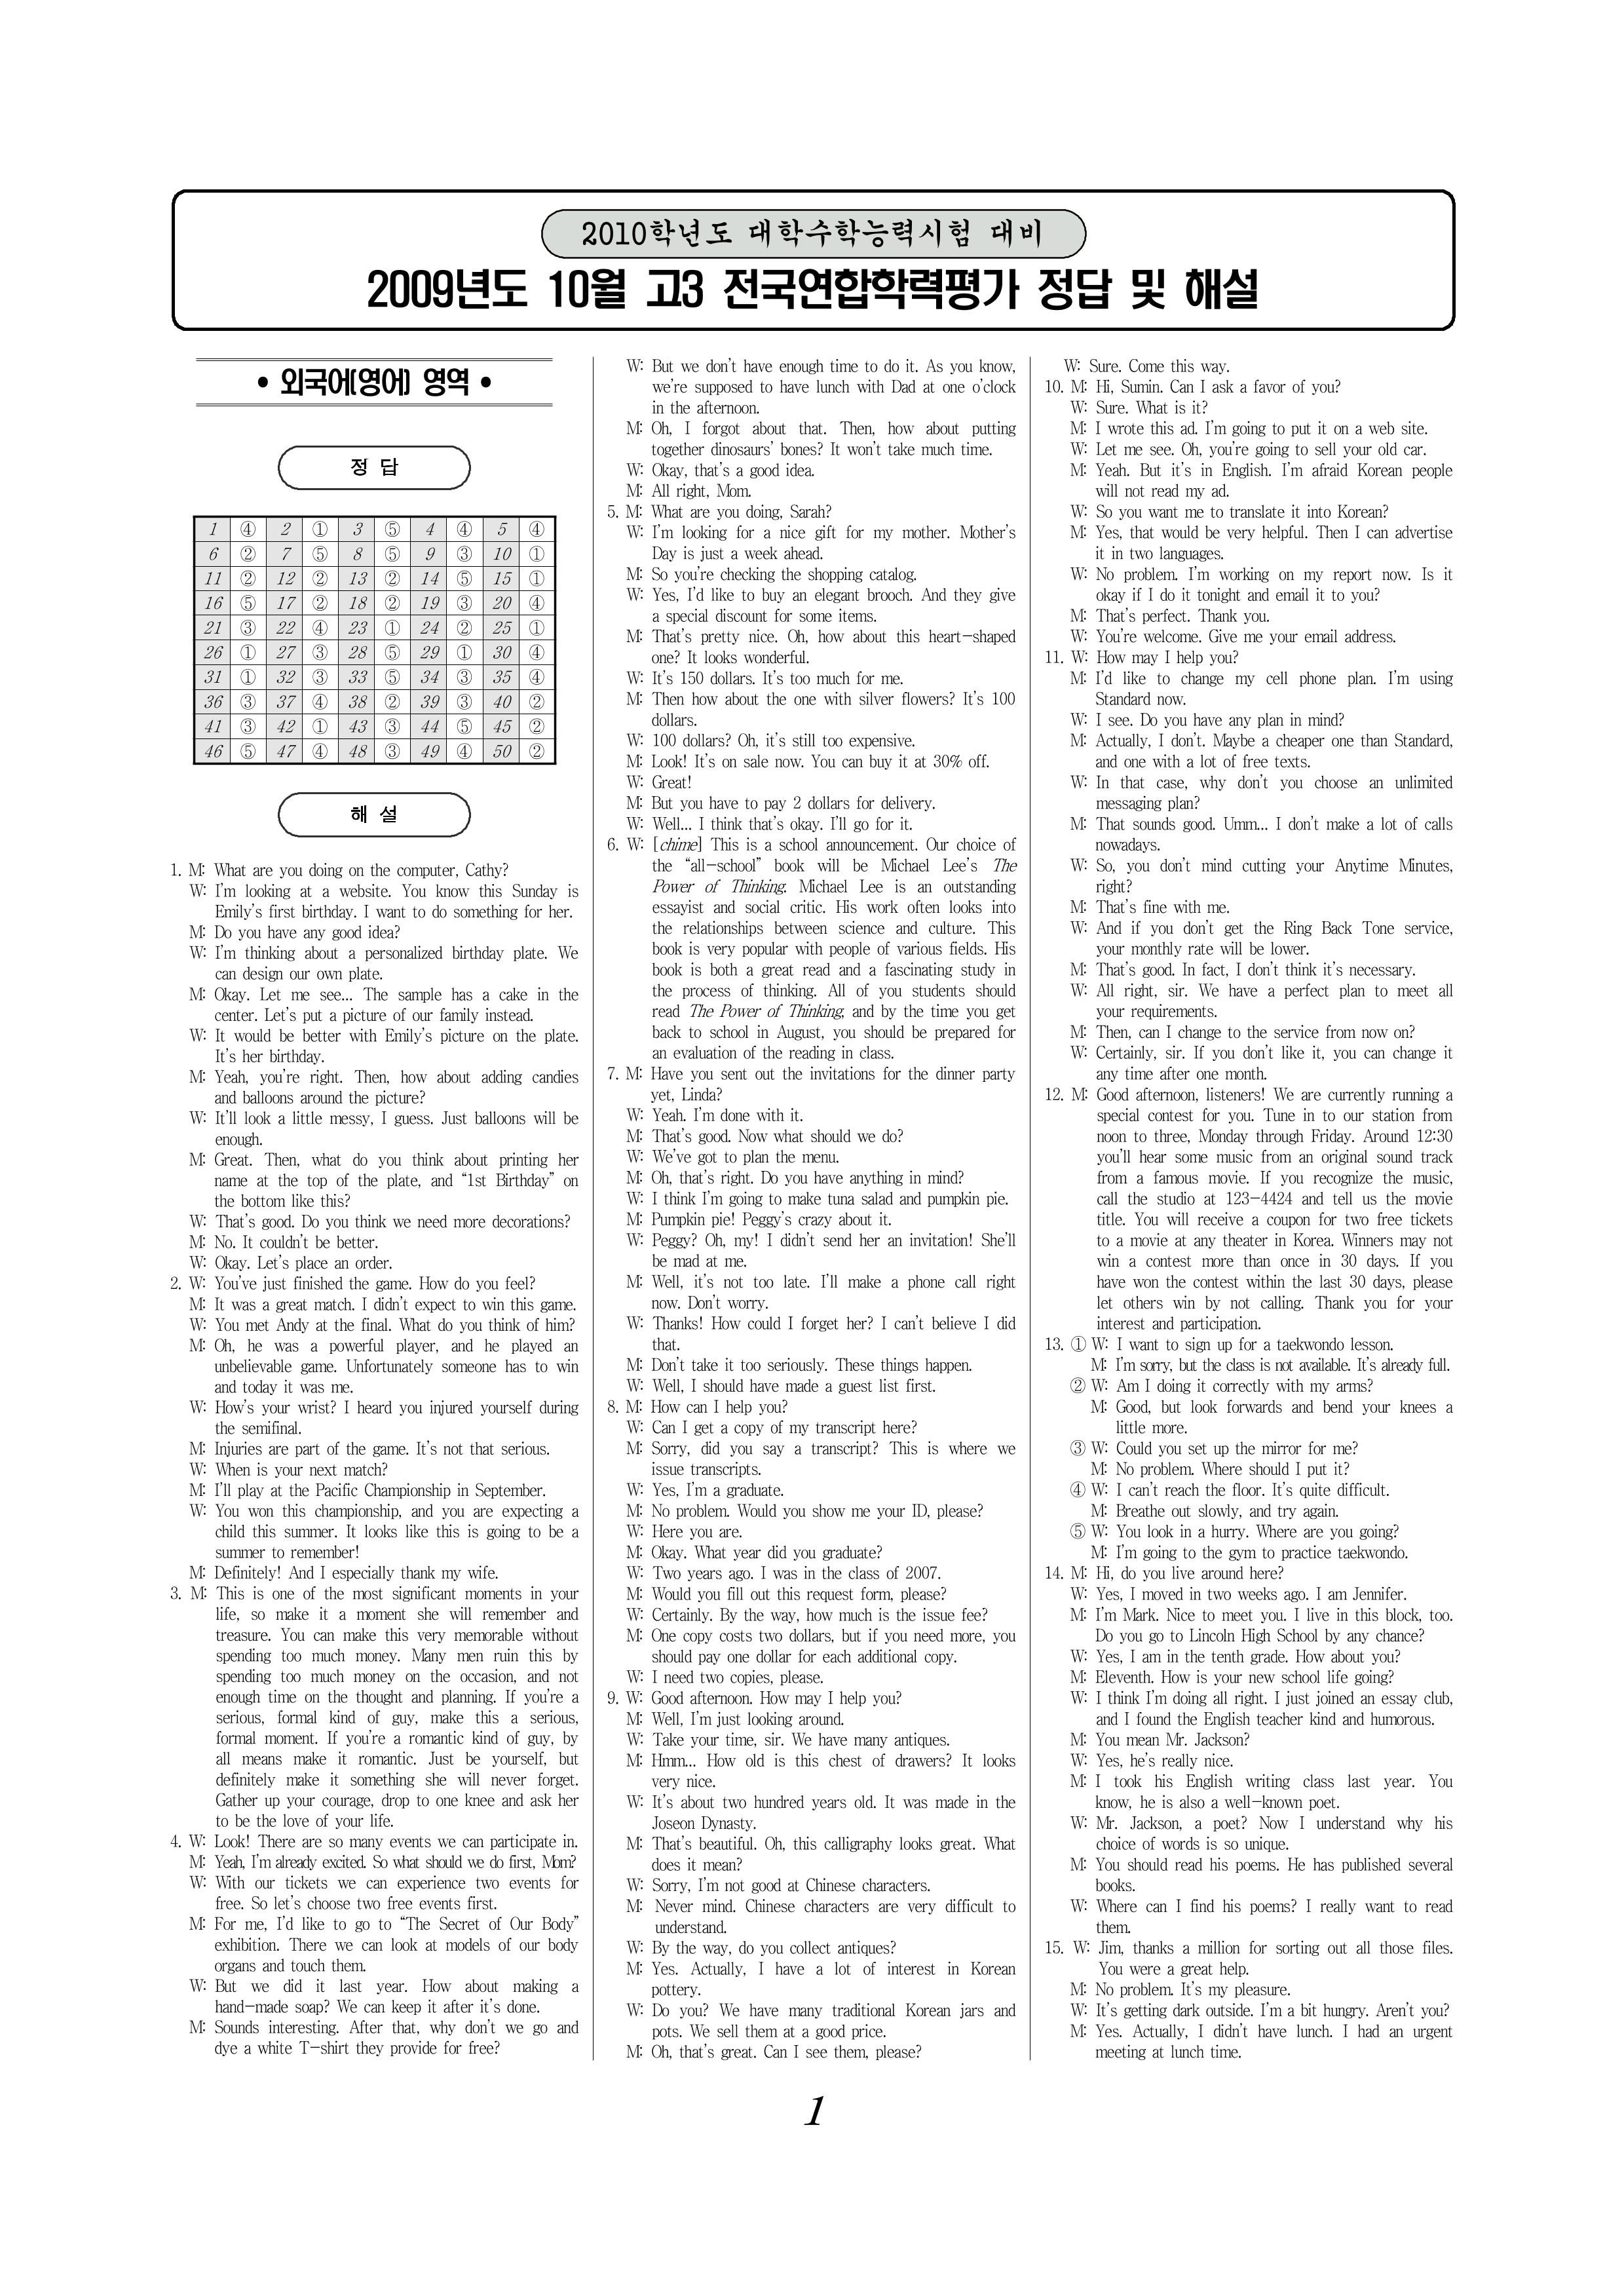 2010학년도 대학수학능력시험 대비
2009년도 10월 고3 전국연합학력평가 정답 및 해설
• 외국어(영어) 영역 •
정 답
1 ④ 2 ① 3 ⑤ 4 ④ 5 ④
6 ② 7 ⑤ 8 ⑤ 9 ③ 10 ①
11 ② 12 ② 13 ② 14 ⑤ 15 ①
16 ⑤ 17 ② 18 ② 19 ③ 20 ④
21 ③ 22 ④ 23 ① 24 ② 25 ①
26 ① 27 ③ 28 ⑤ 29 ① 30 ④
31 ① 32 ③ 33 ⑤ 34 ③ 35 ④
36 ③ 37 ④ 38 ② 39 ③ 40 ②
41 ③ 42 ① 43 ③ 44 ⑤ 45 ②
46 ⑤ 47 ④ 48 ③ 49 ④ 50 ②
해 설
1. M: What are you doing on the computer, Cathy?
W: I'm looking at a website. You know this Sunday is
Emily's first birthday. I want to do something for her.
M: Do you have any good idea?
W: I'm thinking about a personalized birthday plate. We
can design our own plate.
M: Okay. Let me see... The sample has a cake in the
center. Let's put a picture of our family instead.
W: It would be better with Emily's picture on the plate.
It's her birthday.
M: Yeah, you're right. Then, how about adding candies
and balloons around the picture?
W: It'll look a little messy, I guess. Just balloons will be
enough.
M: Great. Then, what do you think about printing her
name at the top of the plate, and “1st Birthday” on
the bottom like this?
W: That's good. Do you think we need more decorations?
M: No. It couldn't be better.
W: Okay. Let's place an order.
2. W: You've just finished the game. How do you feel?
M: It was a great match. I didn't expect to win this game.
W: You met Andy at the final. What do you think of him?
M: Oh, he was a powerful player, and he played an
unbelievable game. Unfortunately someone has to win
and today it was me.
W: How's your wrist? I heard you injured yourself during
the semifinal.
M: Injuries are part of the game. It's not that serious.
W: When is your next match?
M: I'll play at the Pacific Championship in September.
W: You won this championship, and you are expecting a
child this summer. It looks like this is going to be a
summer to remember!
M: Definitely! And I especially thank my wife.
3. M: This is one of the most significant moments in your
life, so make it a moment she will remember and
treasure. You can make this very memorable without
spending too much money. Many men ruin this by
spending too much money on the occasion, and not
enough time on the thought and planning. If you're a
serious, formal kind of guy, make this a serious,
formal moment. If you're a romantic kind of guy, by
all means make it romantic. Just be yourself, but
definitely make it something she will never forget.
Gather up your courage, drop to one knee and ask her
to be the love of your life.
4. W: Look! There are so many events we can participate in.
M: Yeah, I'm already excited. So what should we do first, Mom?
W: With our tickets we can experience two events for
free. So let's choose two free events first.
M: For me, I'd like to go to “The Secret of Our Body”
exhibition. There we can look at models of our body
organs and touch them.
W: But we did it last year. How about making a
hand-made soap? We can keep it after it's done.
M: Sounds interesting. After that, why don't we go and
dye a white T-shirt they provide for free?
W: But we don't have enough time to do it. As you know,
we're supposed to have lunch with Dad at one o'clock
in the afternoon.
M: Oh, I forgot about that. Then, how about putting
together dinosaurs' bones? It won't take much time.
W: Okay, that's a good idea.
M: All right, Mom.
5. M: What are you doing, Sarah?
W: I'm looking for a nice gift for my mother. Mother's
Day is just a week ahead.
M: So you're checking the shopping catalog.
W: Yes, I'd like to buy an elegant brooch. And they give
a special discount for some items.
M: That's pretty nice. Oh, how about this heart-shaped
one? It looks wonderful.
W: It's 150 dollars. It's too much for me.
M: Then how about the one with silver flowers? It's 100
dollars.
W: 100 dollars? Oh, it's still too expensive.
M: Look! It's on sale now. You can buy it at 30% off.
W: Great!
M: But you have to pay 2 dollars for delivery.
W: Well... I think that's okay. I'll go for it.
6. W: [chime] This is a school announcement. Our choice of
the “all-school” book will be Michael Lee's The
Power of Thinking. Michael Lee is an outstanding
essayist and social critic. His work often looks into
the relationships between science and culture. This
book is very popular with people of various fields. His
book is both a great read and a fascinating study in
the process of thinking. All of you students should
read The Power of Thinking, and by the time you get
back to school in August, you should be prepared for
an evaluation of the reading in class.
7. M: Have you sent out the invitations for the dinner party
yet, Linda?
W: Yeah. I'm done with it.
M: That's good. Now what should we do?
W: We've got to plan the menu.
M: Oh, that's right. Do you have anything in mind?
W: I think I'm going to make tuna salad and pumpkin pie.
M: Pumpkin pie! Peggy's crazy about it.
W: Peggy? Oh, my! I didn't send her an invitation! She'll
be mad at me.
M: Well, it's not too late. I'll make a phone call right
now. Don't worry.
W: Thanks! How could I forget her? I can't believe I did
that.
M: Don't take it too seriously. These things happen.
W: Well, I should have made a guest list first.
8. M: How can I help you?
W: Can I get a copy of my transcript here?
M: Sorry, did you say a transcript? This is where we
issue transcripts.
W: Yes, I'm a graduate.
M: No problem. Would you show me your ID, please?
W: Here you are.
M: Okay. What year did you graduate?
W: Two years ago. I was in the class of 2007.
M: Would you fill out this request form, please?
W: Certainly. By the way, how much is the issue fee?
M: One copy costs two dollars, but if you need more, you
should pay one dollar for each additional copy.
W: I need two copies, please.
9. W: Good afternoon. How may I help you?
M: Well, I'm just looking around.
W: Take your time, sir. We have many antiques.
M: Hmm... How old is this chest of drawers? It looks
very nice.
W: It's about two hundred years old. It was made in the
Joseon Dynasty.
M: That's beautiful. Oh, this calligraphy looks great. What
does it mean?
W: Sorry, I'm not good at Chinese characters.
M: Never mind. Chinese characters are very difficult to
understand.
W: By the way, do you collect antiques?
M: Yes. Actually, I have a lot of interest in Korean
pottery.
W: Do you? We have many traditional Korean jars and
pots. We sell them at a good price.
M: Oh, that's great. Can I see them, please?
W: Sure. Come this way.
10. M: Hi, Sumin. Can I ask a favor of you?
W: Sure. What is it?
M: I wrote this ad. I'm going to put it on a web site.
W: Let me see. Oh, you're going to sell your old car.
M: Yeah. But it's in English. I'm afraid Korean people
will not read my ad.
W: So you want me to translate it into Korean?
M: Yes, that would be very helpful. Then I can advertise
it in two languages.
W: No problem. I'm working on my report now. Is it
okay if I do it tonight and email it to you?
M: That's perfect. Thank you.
W: You're welcome. Give me your email address.
11. W: How may I help you?
M: I'd like to change my cell phone plan. I'm using
Standard now.
W: I see. Do you have any plan in mind?
M: Actually, I don't. Maybe a cheaper one than Standard,
and one with a lot of free texts.
W: In that case, why don't you choose an unlimited
messaging plan?
M: That sounds good. Umm... I don't make a lot of calls
nowadays.
W: So, you don't mind cutting your Anytime Minutes,
right?
M: That's fine with me.
W: And if you don't get the Ring Back Tone service,
your monthly rate will be lower.
M: That's good. In fact, I don't think it's necessary.
W: All right, sir. We have a perfect plan to meet all
your requirements.
M: Then, can I change to the service from now on?
W: Certainly, sir. If you don't like it, you can change it
any time after one month.
12. M: Good afternoon, listeners! We are currently running a
special contest for you. Tune in to our station from
noon to three, Monday through Friday. Around 12:30
you'll hear some music from an original sound track
from a famous movie. If you recognize the music,
call the studio at 123-4424 and tell us the movie
title. You will receive a coupon for two free tickets
to a movie at any theater in Korea. Winners may not
win a contest more than once in 30 days. If you
have won the contest within the last 30 days, please
let others win by not calling. Thank you for your
interest and participation.
13. ① W: I want to sign up for a taekwondo lesson.
M: I'm sorry, but the class is not available. It's already full.
② W: Am I doing it correctly with my arms?
M: Good, but look forwards and bend your knees a
little more.
③ W: Could you set up the mirror for me?
M: No problem. Where should I put it?
④ W: I can't reach the floor. It's quite difficult.
M: Breathe out slowly, and try again.
⑤ W: You look in a hurry. Where are you going?
M: I'm going to the gym to practice taekwondo.
14. M: Hi, do you live around here?
W: Yes, I moved in two weeks ago. I am Jennifer.
M: I'm Mark. Nice to meet you. I live in this block, too.
Do you go to Lincoln High School by any chance?
W: Yes, I am in the tenth grade. How about you?
M: Eleventh. How is your new school life going?
W: I think I'm doing all right. I just joined an essay club,
and I found the English teacher kind and humorous.
M: You mean Mr. Jackson?
W: Yes, he's really nice.
M: I took his English writing class last year. You
know, he is also a well-known poet.
W: Mr. Jackson, a poet? Now I understand why his
choice of words is so unique.
M: You should read his poems. He has published several
books.
W: Where can I find his poems? I really want to read
them.
15. W: Jim, thanks a million for sorting out all those files.
You were a great help.
M: No problem. It's my pleasure.
W: It's getting dark outside. I'm a bit hungry. Aren't you?
M: Yes. Actually, I didn't have lunch. I had an urgent
meeting at lunch time.
1